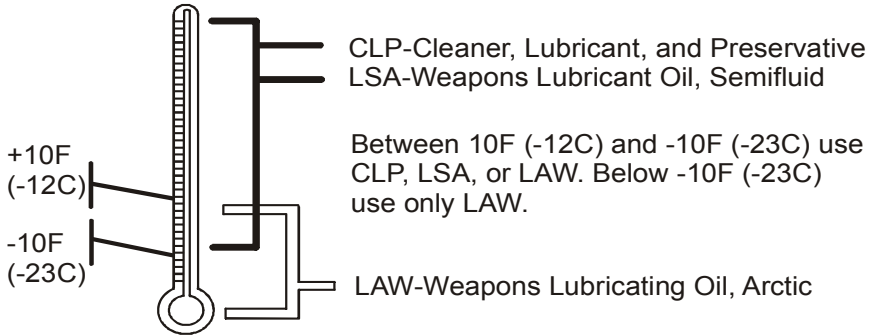 CLP-Cleaner, Lubricant, and Preservative
LSA-Weapons Lubricant Oil, Semifluid
+10F
(-12C)
Between 10F (-12C) and -10F (-23C) use
CLP, LSA, or LAW. Below -10F (-23C)
use only LAW.
-10F
(-23C)
LAW-Weapons Lubricating Oil, Arctic